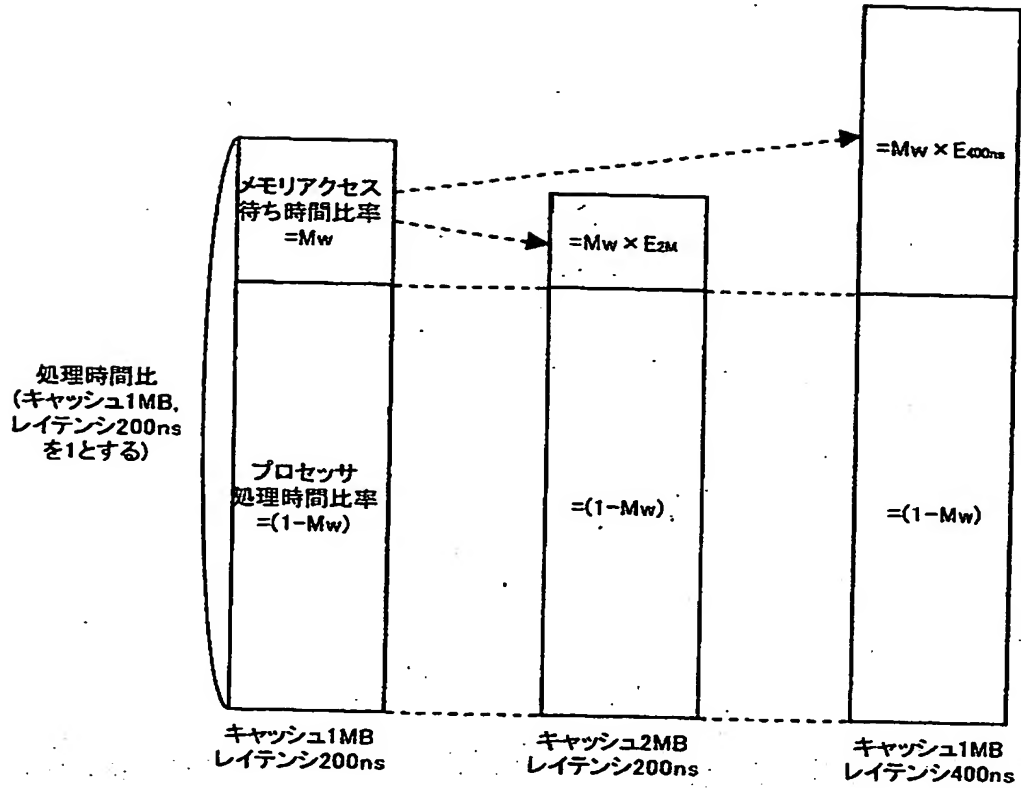 処理時間比
(キャッシュ1MB,
レイテンシ200ns
を1とする)
メモリアクセス
待ち時間比率
=Mw
プロセッサ
処理時間比率
=(1-Mw)
キャッシュ1MB
レイテンシ200ns
=Mw × E2M
=(1-Mw)
キャッシュ2MB
レイテンシ200ns
=Mw × E400ns
=(1-Mw)
キャッシュ1MB
レイテンシ400ns